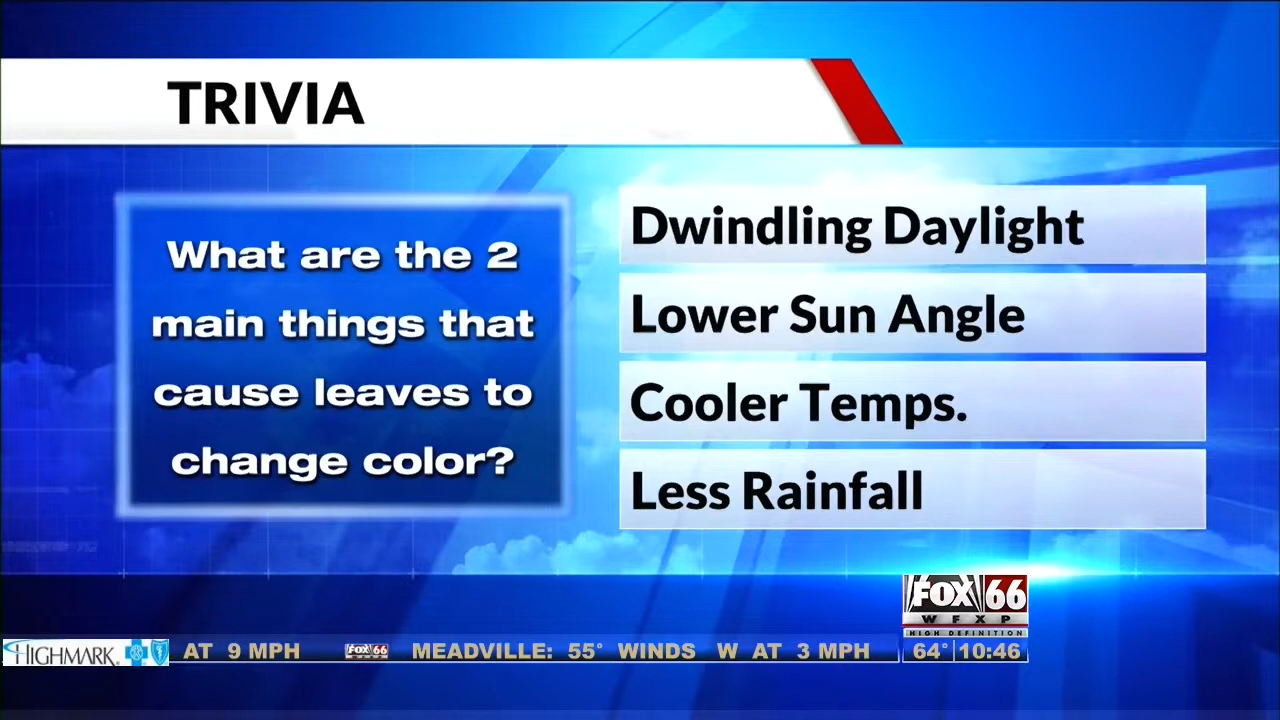 TRIVIA
What are the 2
main things that
cause leaves to
change color?
Dwindling Daylight
Lower Sun Angle
Cooler Temps.
Less Rainfall
FOX 66
WFXP
HIGH DEFINITION
HIGHMARK. AT 9 MPH FOX 66 MEADVILLE: 55° WINDS W AT 3 MPH 64° 10:46